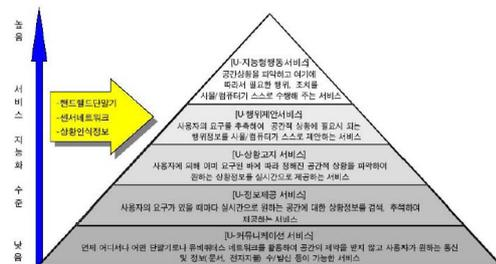 높음
서비스 지능화 수준
낮음
-핸드헬드단말기
-센서네트워크
-상황인식정보
[U-지능형행동서비스]
공간상황을 파악하고 여기에
따라서 필요한 행위, 조치를
사물/컴퓨터가 스스로 수행해 주는 서비스
[U-행위제안서비스]
사용자의 요구를 추측하여 공간적 상황에 필요시 되는
행위정보를 사물/컴퓨터가 스스로 제안하는 서비스
[U-상황고지 서비스]
사용자에 의해 이미 요구된 바에 따라 정해진 공간적 상황을 파악하여
원하는 상황정보를 실시간으로 제공하는 서비스
[U-정보제공 서비스]
사용자의 요구가 있을 때마다 실시간으로 원하는 공간에 대한 상황정보를 검색, 추적하여
제공하는 서비스
[U-커뮤니케이션 서비스]
언제 어디서나 어떤 단말기로나 유비쿼터스 네트워크를 활용하여 공간의 제약을 받지 않고 사용자가 원하는 통신
및 정보(문서, 전자지불) 수/발신 등이 가능한 서비스